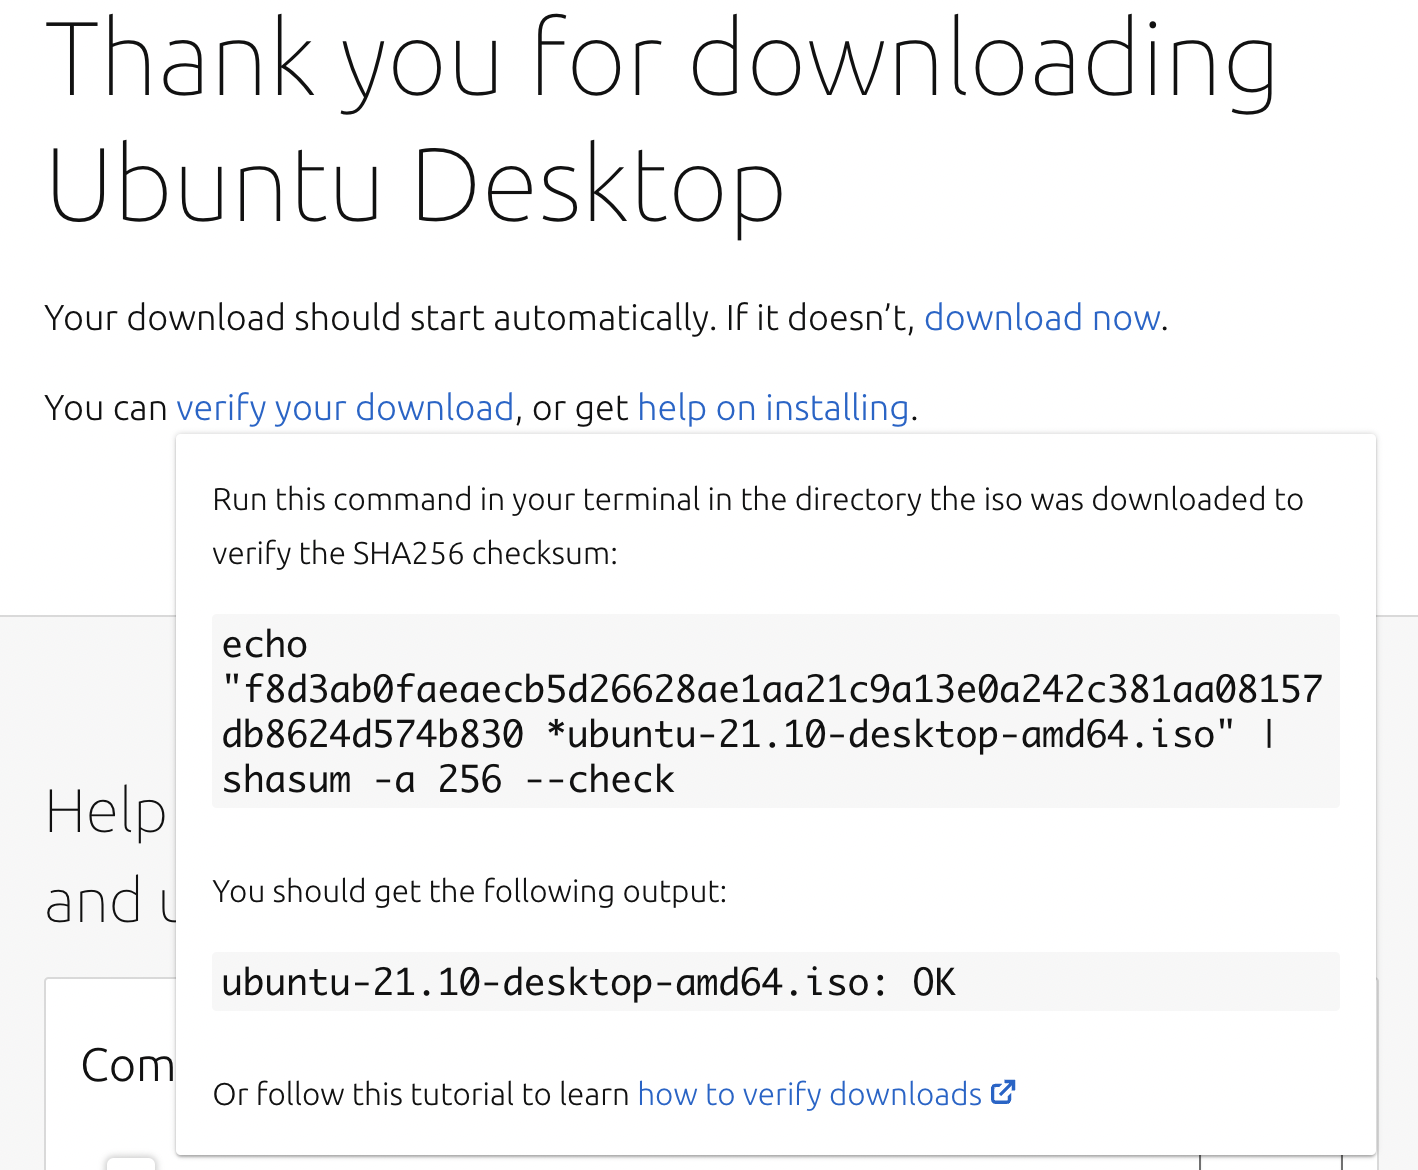 Thank you for downloading
Ubuntu Desktop
Your download should start automatically. If it doesn’t, download now.
You can verify your download, or get help on installing.
Run this command in your terminal in the directory the iso was downloaded to
verify the SHA256 checksum:
echo
"f8d3ab0faeaecb5d26628ae1aa21c9a13e0a242c381aa08157
db8624d574b830 *ubuntu-21.10-desktop-amd64.iso" |
shasum -a 256 --check
Help
and
You should get the following output:
ubuntu-21.10-desktop-amd64.iso: OK
Com
Or follow this tutorial to learn how to verify downloads